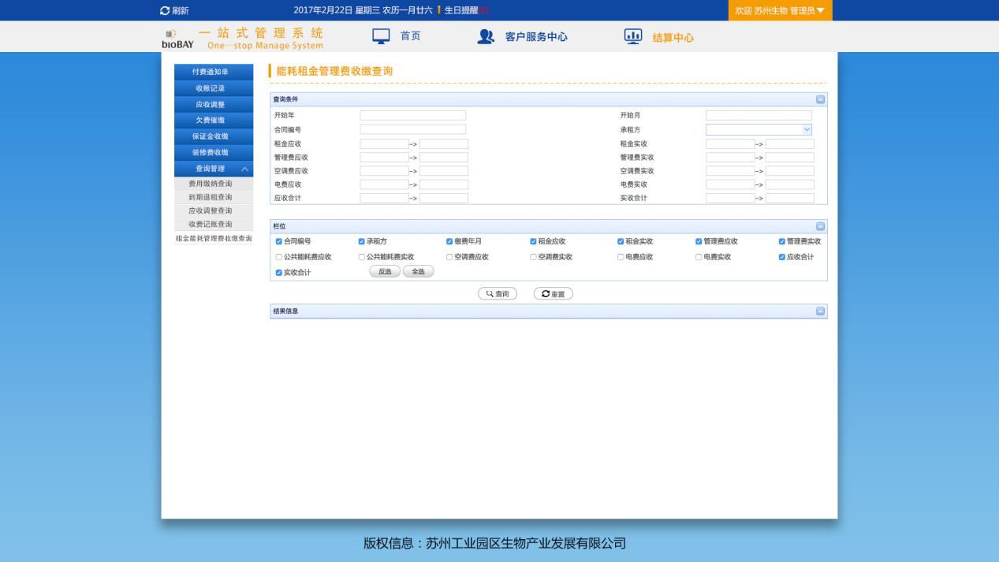 刷新 2017年2月22日 星期三 农历一月廿六 生日提醒[0] 欢迎 苏州生物 管理员
bioBAY 一站式管理系统 首页 客户服务中心 结算中心
One—stop Manage System
付费通知单
收账记录
应收调整
欠费催缴
保证金收缴
装修费收缴
查询管理
费用缴纳查询
到期退租查询
应收调整查询
收费记账查询
租金能耗管理费收缴查询
能耗租金管理费收缴查询
查询条件
开始年 开始月
合同编号 承租方
租金应收 -> 租金实收 ->
管理费应收 -> 管理费实收 ->
空调费应收 -> 空调费实收 ->
电费应收 -> 电费实收 ->
应收合计 -> 实收合计 ->
栏位
合同编号 承租方 缴费年月 租金应收 租金实收 管理费应收 管理费实收
公共能耗费应收 公共能耗费实收 空调费应收 空调费实收 电费应收 电费实收 应收合计
实收合计 反选 全选
查询 重置
结果信息
版权信息：苏州工业园区生物产业发展有限公司